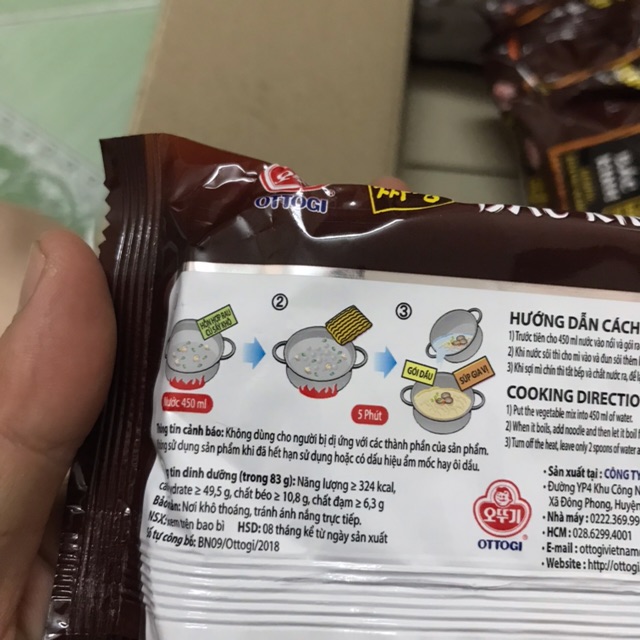 OTTOGI
②
③
HỖN HỢP RAU CỦ SẤY KHÔ
GÓI DẦU
SÚP GIA VỊ
Nước 450 ml
5 Phút
HƯỚNG DẪN CÁCH
1) Trước tiên cho 450 ml nước vào nồi và gói ra
2) Khi nước sôi thì cho mì vào và đun sôi thêm
3) Khi sợi mì chín thì tắt bếp và chắt nước ra, để l
COOKING DIRECTIO
1) Put the vegetable mix into 450 ml of water.
2) When it boils, add noodle and then let it boil f
3) Turn off the heat, leave only 2 spoons of water a
Thông tin cảnh báo: Không dùng cho người bị dị ứng với các thành phần của sản phẩm.
sử dụng sản phẩm khi đã hết hạn sử dụng hoặc có dấu hiệu ẩm mốc hay ôi dầu.
tin dinh dưỡng (trong 83 g): Năng lượng ≥ 324 kcal,
ohydrate ≥ 49,5 g, chất béo ≥ 10,8 g, chất đạm ≥ 6,3 g
Bảo quản: Nơi khô thoáng, tránh ánh nắng trực tiếp.
NSX: xem trên bao bì HSD: 08 tháng kể từ ngày sản xuất
Số tự công bố: BN09/Ottogi/2018
오뚜기
OTTOGI
• Sản xuất tại : CÔNG TY
• Đường YP4 Khu Công N
Xã Đông Phong, Huyện
• Nhà máy : 0222.369.99
• HCM : 028.6299.4001
• E-mail : ottogivietnam
• Website : http://ottogi